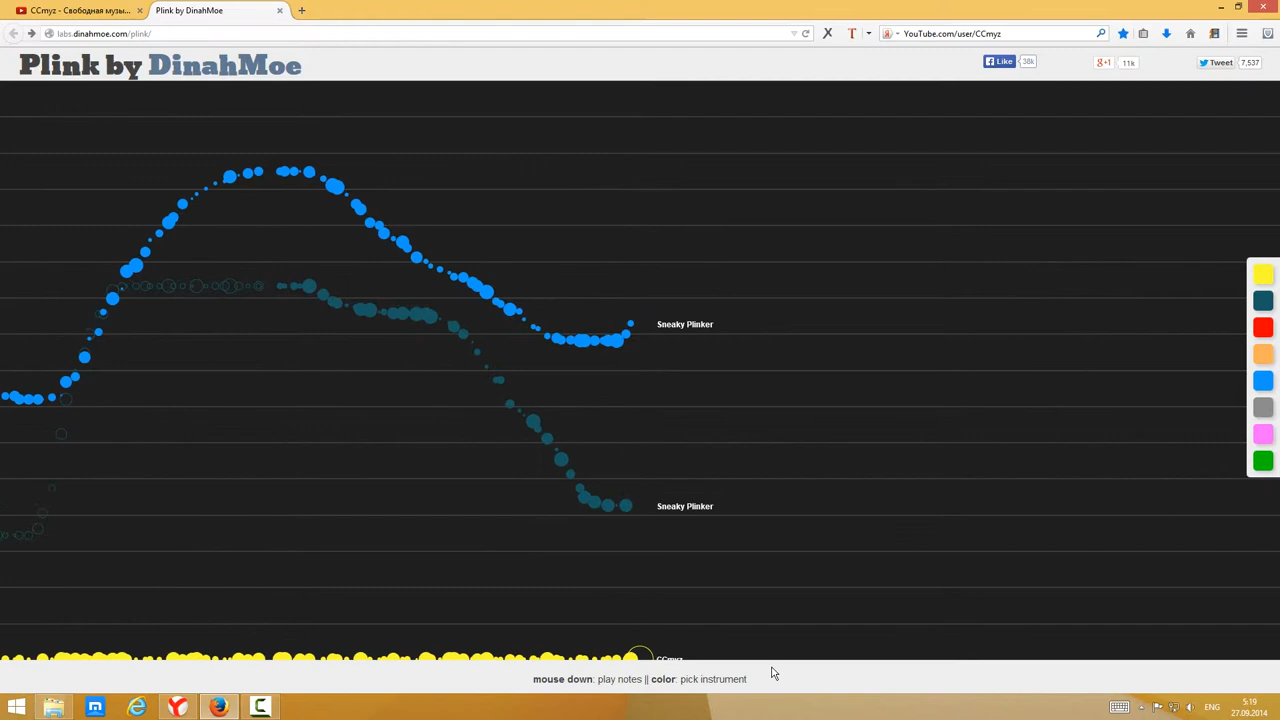 CCmyz - Свободная музы...
Plink by DinahMoe
labs.dinahmoe.com/plink/
YouTube.com/user/CCmyz
Plink by DinahMoe
Like 38k
g+1 11k
Tweet 7,537
Sneaky Plinker
Sneaky Plinker
CCmyz
mouse down: play notes || color: pick instrument
ENG
5:19
27.09.2014